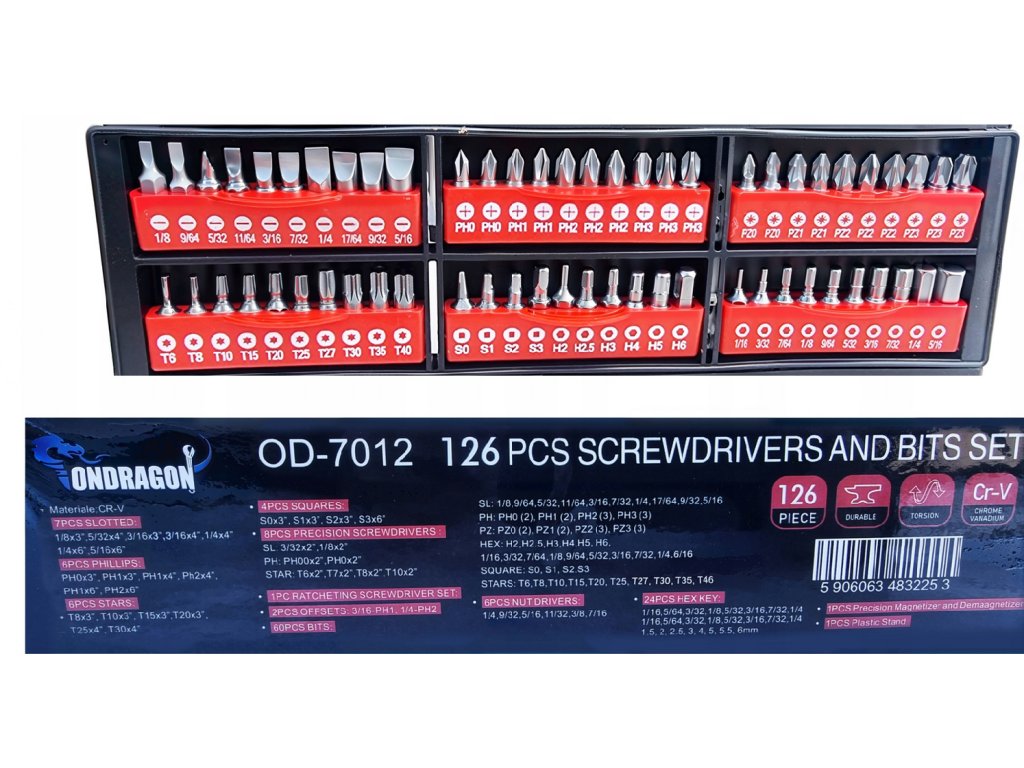 1/8 9/64 5/32 11/64 3/16 7/32 1/4 17/64 9/32 5/16
PH0 PH0 PH1 PH1 PH2 PH2 PH2 PH3 PH3 PH3
PZ0 PZ0 PZ1 PZ1 PZ2 PZ2 PZ2 PZ3 PZ3 PZ3
T6 T8 T10 T15 T20 T25 T27 T30 T35 T40
S0 S1 S2 S3 H2 H2.5 H3 H4 H5 H6
1/16 3/32 7/64 1/8 9/64 5/32 3/16 7/32 1/4 5/16
ONDRAGON
OD-7012 126 PCS SCREWDRIVERS AND BITS SET
Materiale: CR-V
7PCS SLOTTED:
1/8x3",5/32x4",3/16x3",3/16x4",1/4x4"
1/4x6",5/16x6"
6PCS PHILLIPS:
PH0x3", PH1x3", PH1x4", Ph2x4",
PH1x6", PH2x6"
6PCS STARS:
T8x3", T10x3", T15x3",T20x3",
T25x4",T30x4"
4PCS SQUARES:
S0x3", S1x3", S2x3", S3x6"
8PCS PRECISION SCREWDRIVERS :
SL: 3/32x2",1/8x2"
PH: PH00x2",PH0x2"
STAR: T6x2",T7x2",T8x2",T10x2"
1PC RATCHETING SCREWDRIVER SET:
2PCS OFFSETS: 3/16-PH1, 1/4-PH2
60PCS BITS:
SL: 1/8,9/64,5/32,11/64,3/16,7/32,1/4,17/64,9/32,5/16
PH: PH0 (2), PH1 (2), PH2 (3), PH3 (3)
PZ: PZ0 (2), PZ1 (2), PZ2 (3), PZ3 (3)
HEX: H2,H2.5,H3,H4 H5, H6.
1/16,3/32,7/64,1/8,9/64,5/32,3/16,7/32,1/4.6/16
SQUARE: S0, S1, S2.S3
STARS: T6,T8,T10,T15,T20, T25, T27, T30, T35, T46
6PCS NUT DRIVERS:
1/4,9/32,5/16,11/32,3/8,7/16
24PCS HEX KEY:
1/16,5/64,3/32,1/8,5/32,3/16,7/32,1/4
1/16,5/64,3/32,1/8,5/32,3/16,7/32,1/4
1.5, 2, 2.5, 3, 4, 5, 5.5, 6mm
126
PIECE
DURABLE
TORSION
Cr-V
CHROME
VANADIUM
5 906063 483225 3
1PCS Precision Magnetizer and Demaagnetizer
1PCS Plastic Stand